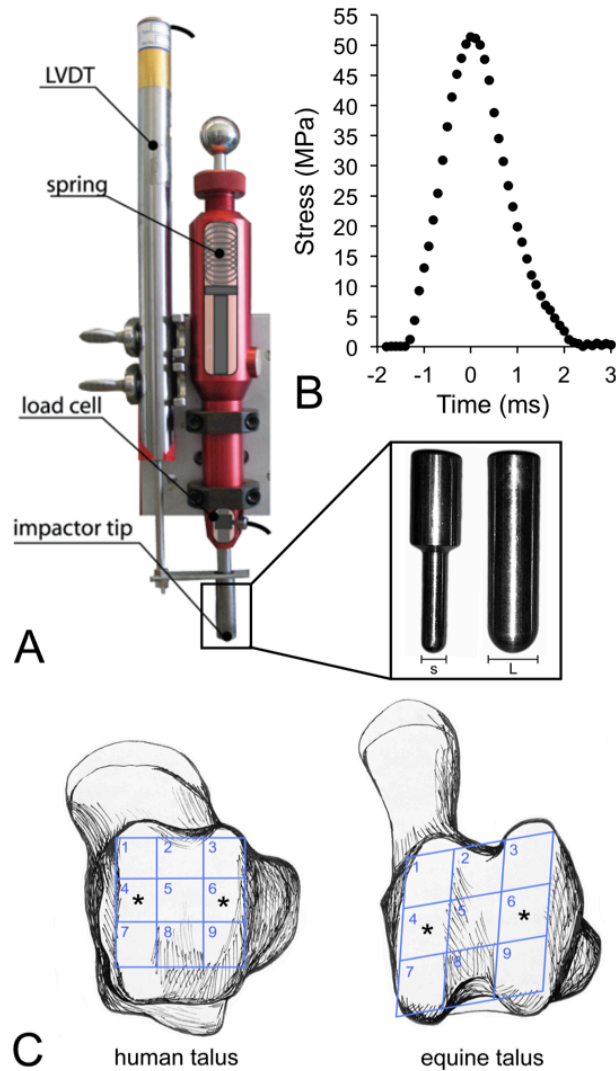 LVDT
spring
load cell
impactor tip
A
55
50
45
40
35
30
25
20
15
10
5
0
Stress (MPa)
-2 -1 0 1 2 3
Time (ms)
B
s L
1 2 3
4 * 5 6 *
7 8 9
human talus
1 2 3
4 * 5 6 *
7 8 9
equine talus
C